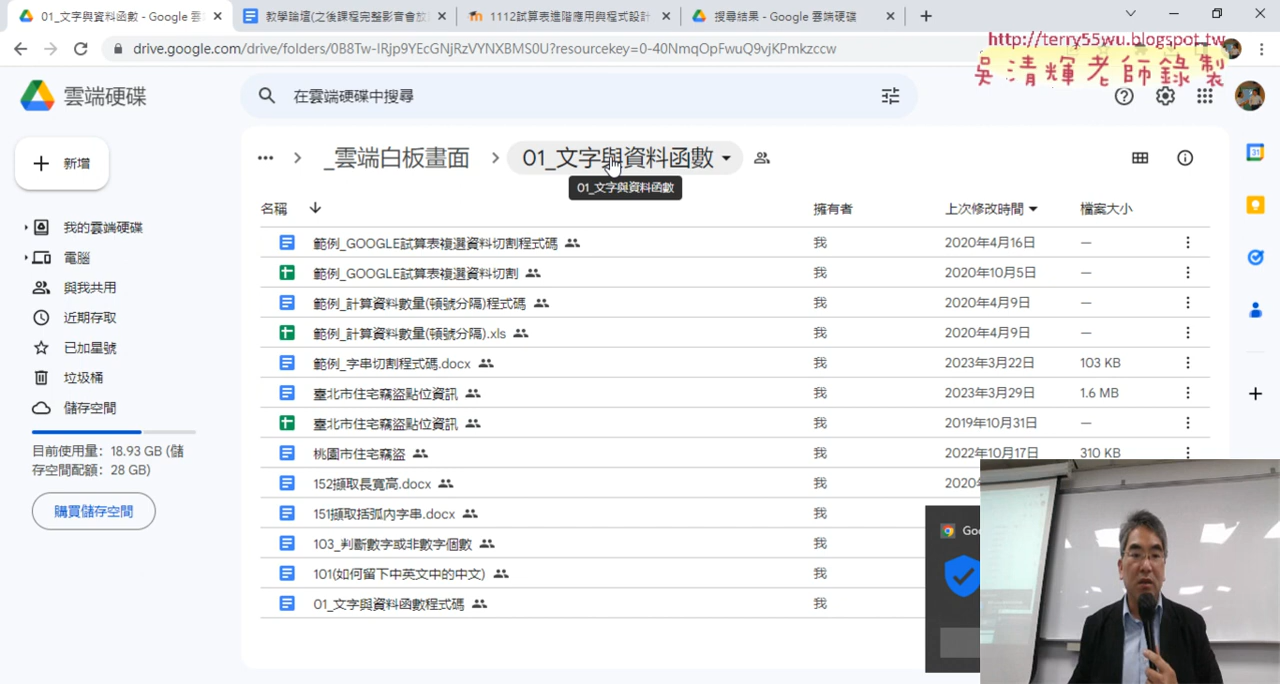 01_文字與資料函數 - Google 雲
教學論壇(之後課程完整影音會放
1112試算表進階應用與程式設計
搜尋結果 - Google 雲端硬碟
drive.google.com/drive/folders/0B8Tw-lRjp9YEcGNjRzVYNXBMS0U?resourcekey=0-40NmqOpFwuQ9vjKPmkzccw
http://terry55wu.blogspot.tw
吳清輝老師錄製
雲端硬碟
在雲端硬碟中搜尋
新增
_雲端白板畫面
01_文字與資料函數
01_文字與資料函數
名稱 擁有者 上次修改時間 檔案大小
範例_GOOGLE試算表複選資料切割程式碼 我 2020年4月16日 —
範例_GOOGLE試算表複選資料切割 我 2020年10月5日 —
範例_計算資料數量(頓號分隔)程式碼 我 2020年4月9日 —
範例_計算資料數量(頓號分隔).xls 我 2020年4月9日 —
範例_字串切割程式碼.docx 我 2023年3月22日 103 KB
臺北市住宅竊盜點位資訊 我 2023年3月29日 1.6 MB
臺北市住宅竊盜點位資訊 我 2019年10月31日 —
桃園市住宅竊盜 我 2022年10月17日 310 KB
152擷取長寬高.docx 我 2020
151擷取括弧內字串.docx 我
103_判斷數字或非數字個數 我
101(如何留下中英文中的中文) 我
01_文字與資料函數程式碼 我
我的雲端硬碟
電腦
與我共用
近期存取
已加星號
垃圾桶
儲存空間
目前使用量：18.93 GB (儲
存空間配額：28 GB)
購買儲存空間
Goo